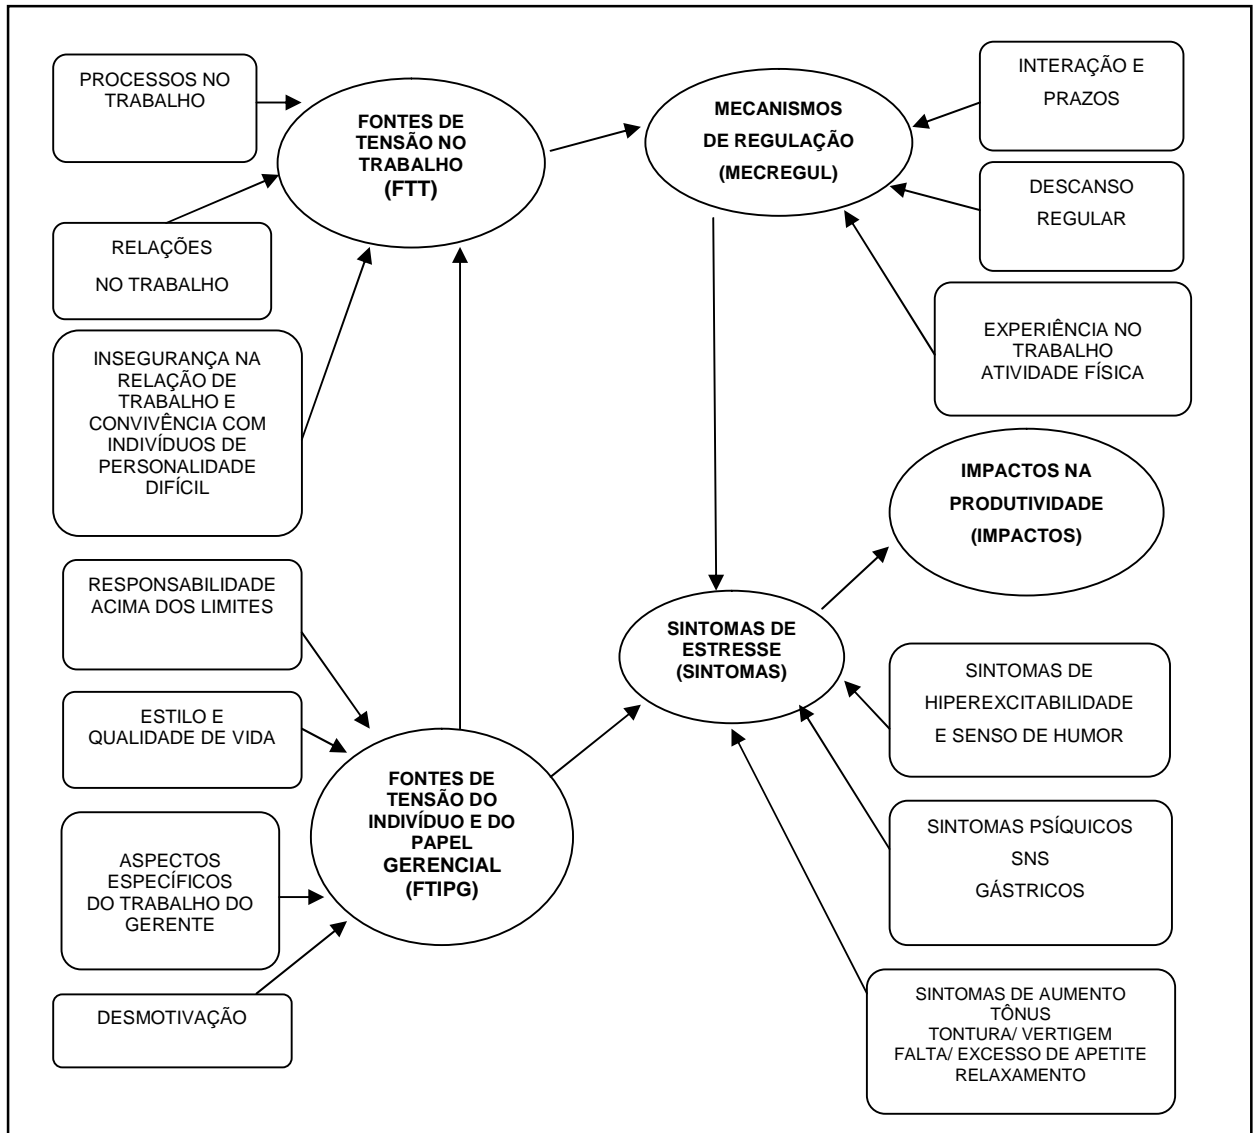 PROCESSOS NO
TRABALHO
RELAÇÕES
NO TRABALHO
INSEGURANÇA NA
RELAÇÃO DE
TRABALHO E
CONVIVÊNCIA COM
INDIVÍDUOS DE
PERSONALIDADE
DIFÍCIL
RESPONSABILIDADE
ACIMA DOS LIMITES
ESTILO E
QUALIDADE DE VIDA
ASPECTOS
ESPECÍFICOS
DO TRABALHO DO
GERENTE
DESMOTIVAÇÃO
FONTES DE
TENSÃO NO
TRABALHO
(FTT)
FONTES DE
TENSÃO DO
INDIVÍDUO E DO
PAPEL
GERENCIAL
(FTIPG)
MECANISMOS
DE REGULAÇÃO
(MECREGUL)
SINTOMAS DE
ESTRESSE
(SINTOMAS)
IMPACTOS NA
PRODUTIVIDADE
(IMPACTOS)
INTERAÇÃO E
PRAZOS
DESCANSO
REGULAR
EXPERIÊNCIA NO
TRABALHO
ATIVIDADE FÍSICA
SINTOMAS DE
HIPEREXCITABILIDADE
E SENSO DE HUMOR
SINTOMAS PSÍQUICOS
SNS
GÁSTRICOS
SINTOMAS DE AUMENTO
TÔNUS
TONTURA/ VERTIGEM
FALTA/ EXCESSO DE APETITE
RELAXAMENTO